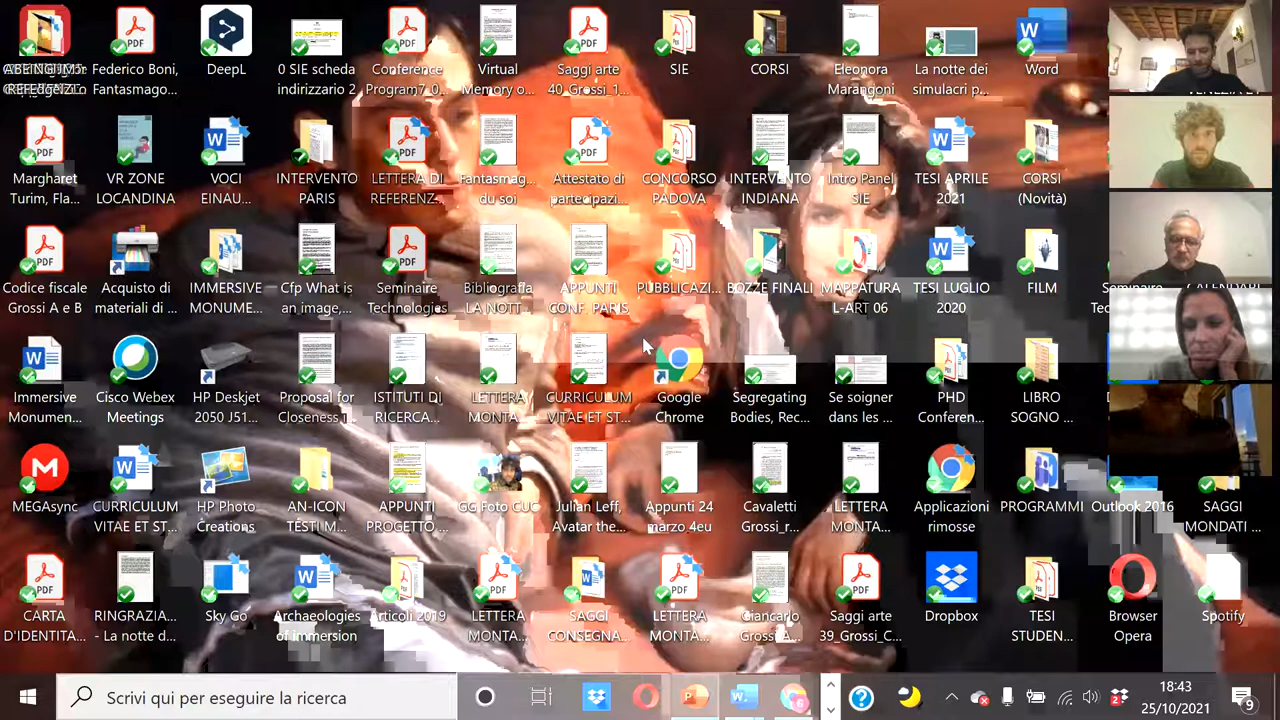 Federico Boni,
Fantasmag...
DeepL
0 SIE scheda
indirizzario 2
Conference
Program7_0...
Virtual
Memory o...
Saggi arte
40_Grossi_1...
SIE
CORSI
Eleonora
Marangoni
La notte dei
simulacri p...
Word
Margharet
Turim, Fla...
VR ZONE
LOCANDINA
VOCI
EINAU...
INTERVENTO
PARIS
LETTERA DI
REFERENZ...
Fantasmag...
du soi
Attestato di
partecipazi...
CONCORSO
PADOVA
INTERVENTO
INDIANA
Intro Panel
SIE
TESI APRILE
2021
CORSI
(Novità)
Codice fiscale
Grossi A e B
Acquisto di
materiali di ...
IMMERSIVE
MONUME...
Cfp What is
an image,...
Seminaire
Technologies
Bibliografia
LA NOTT...
APPUNTI
CONF. PARIS
PUBBLICAZI...
BOZZE FINALI
MAPPATURA
L-ART 06
TESI LUGLIO
2020
FILM
Immersive
Monumen...
Cisco Webex
Meetings
HP Deskjet
2050 J51...
Proposal for
Closeness i...
ISTITUTI DI
RICERCA...
LETTERA
MONTA...
CURRICULUM
VITAE ET ST...
Google
Chrome
Segregating
Bodies, Rec...
Se soigner
dans les ...
PHD
Conferen...
LIBRO
SOGNO ...
MEGAsync
CURRICULUM
VITAE ET ST...
HP Photo
Creations
AN-ICON
TESTI M...
APPUNTI
PROGETTO ...
GG Foto CUC
Julian Leff,
Avatar the...
Appunti 24
marzo 4eu
Cavaletti
Grossi_r...
LETTERA
MONTA...
Applicazioni
rimosse
PROGRAMMI
Outlook 2016
SAGGI
MONDATI ...
CARTA
D'IDENTITA...
RINGRAZIA...
- La notte d...
Sky Go
Archaeologies
of immersion
Articoli 2019
LETTERA
MONTA...
SAGGI
CONSEGNA...
LETTERA
MONTA...
Giancarlo
Grossi A...
Saggi arte
39_Grossi_C...
Dropbox
TESI
STUDEN...
Browser
Opera
Spotify
Scrivi qui per eseguire la ricerca
18:43
25/10/2021
9